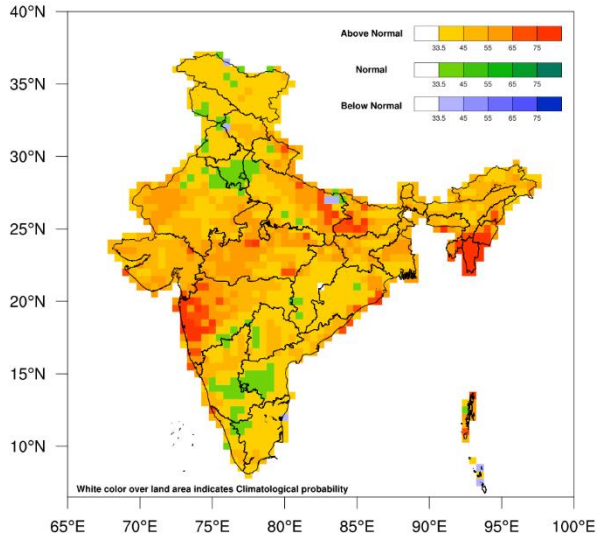 40°N
35°N
30°N
25°N
20°N
15°N
10°N
Above Normal
33.5 45 55 65 75
Normal
33.5 45 55 65 75
Below Normal
33.5 45 55 65 75
White color over land area indicates Climatological probability
65°E 70°E 75°E 80°E 85°E 90°E 95°E 100°E